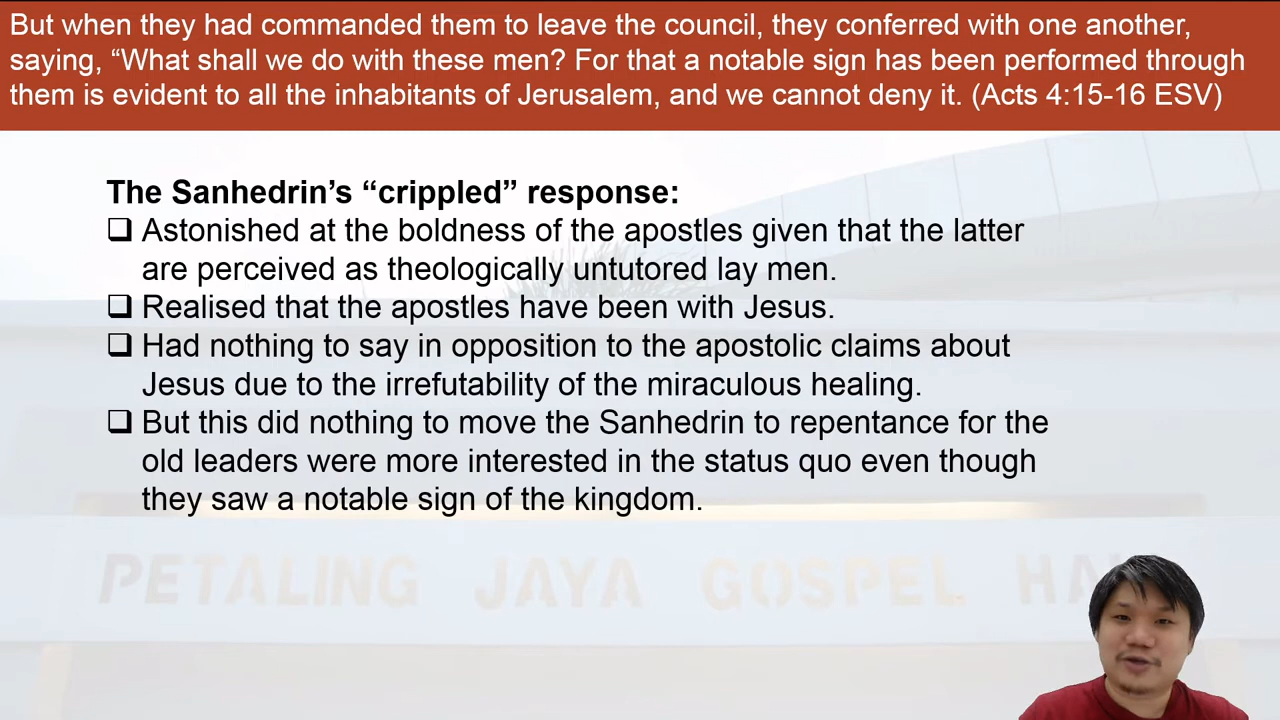 But when they had commanded them to leave the council, they conferred with one another,
saying, “What shall we do with these men? For that a notable sign has been performed through
them is evident to all the inhabitants of Jerusalem, and we cannot deny it. (Acts 4:15-16 ESV)
The Sanhedrin’s “crippled” response:
❑ Astonished at the boldness of the apostles given that the latter
are perceived as theologically untutored lay men.
❑ Realised that the apostles have been with Jesus.
❑ Had nothing to say in opposition to the apostolic claims about
Jesus due to the irrefutability of the miraculous healing.
❑ But this did nothing to move the Sanhedrin to repentance for the
old leaders were more interested in the status quo even though
they saw a notable sign of the kingdom.
PETALING JAYA GOSPEL HA